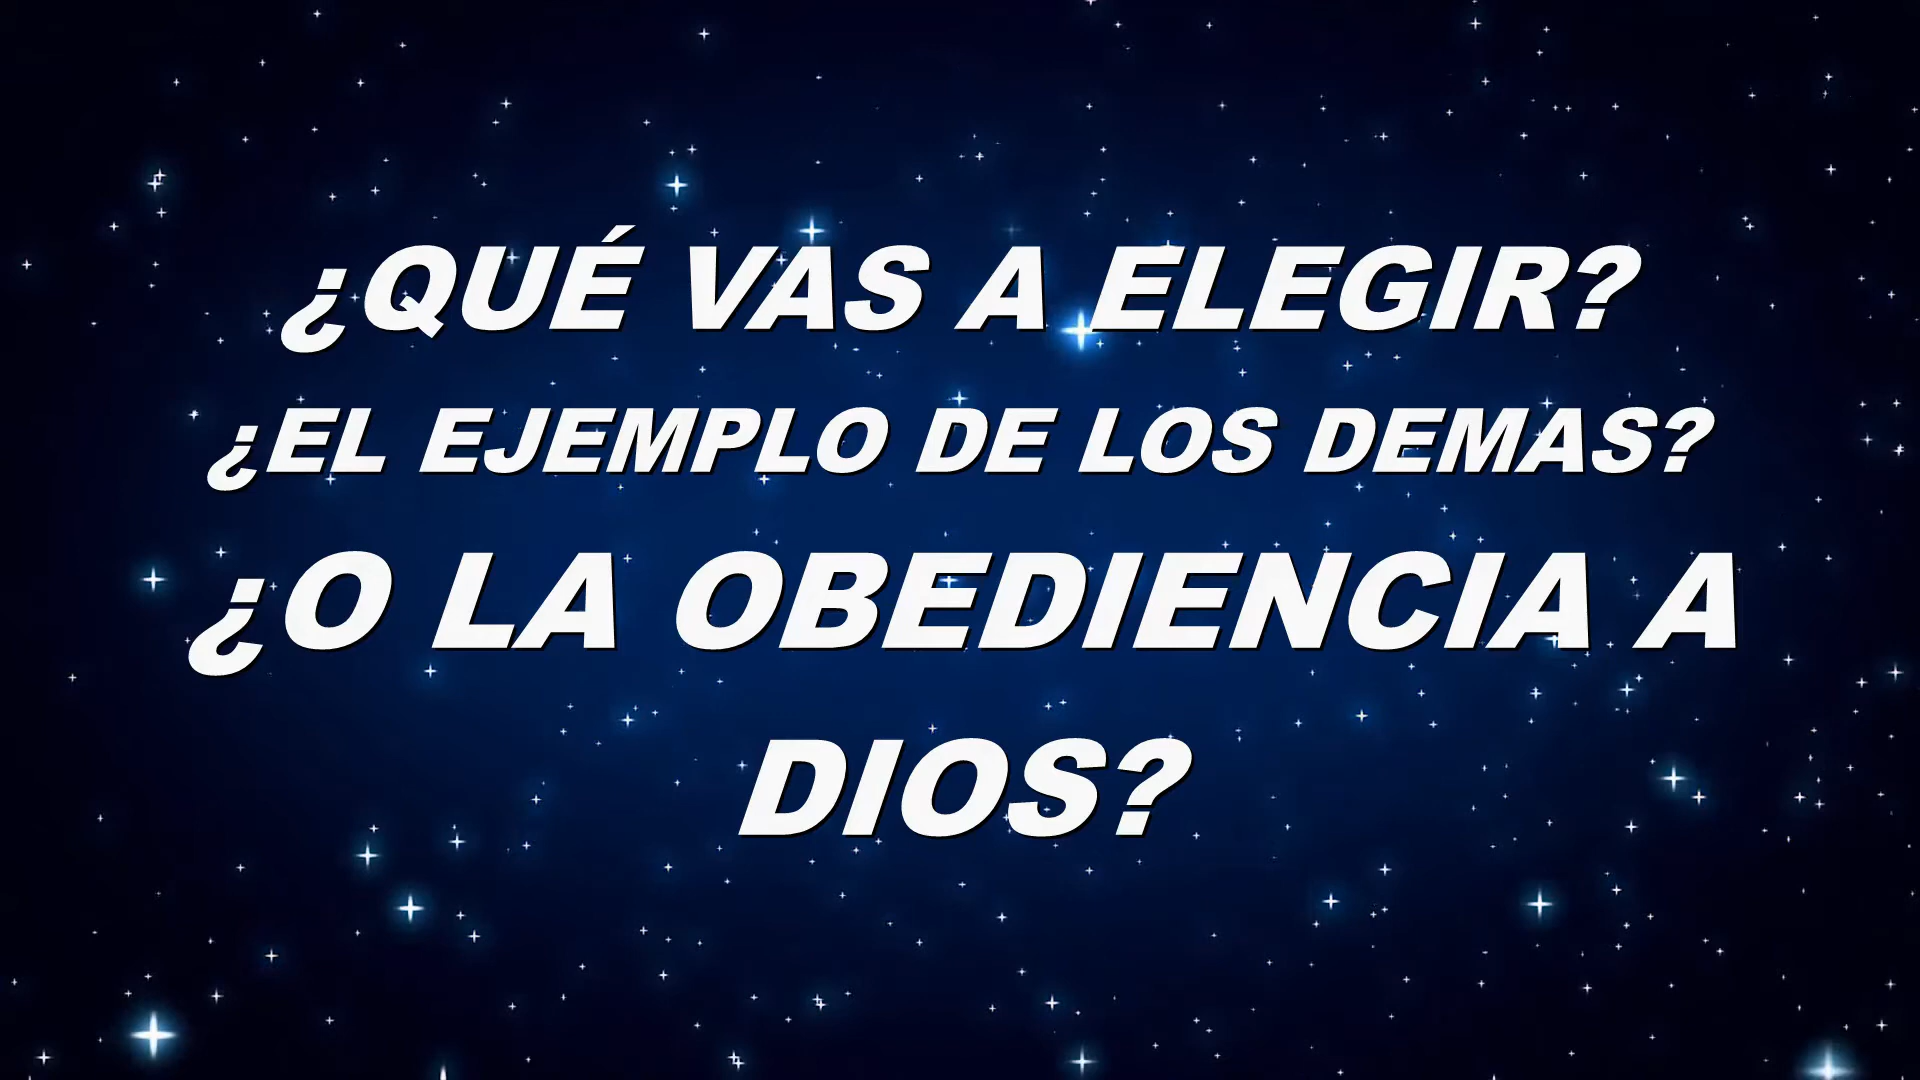 ¿QUÉ VAS A ELEGIR?
¿EL EJEMPLO DE LOS DEMAS?
¿O LA OBEDIENCIA A
DIOS?